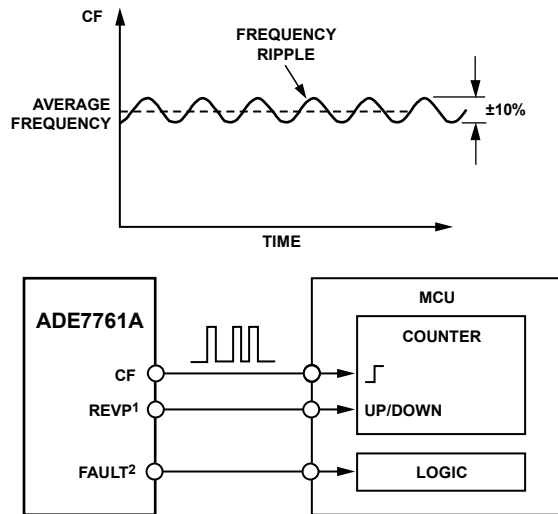 CF
FREQUENCY
RIPPLE
AVERAGE
FREQUENCY
±10%
TIME
MCU
ADE7761A
COUNTER
CF
REVP1
UP/DOWN
FAULT2
LOGIC